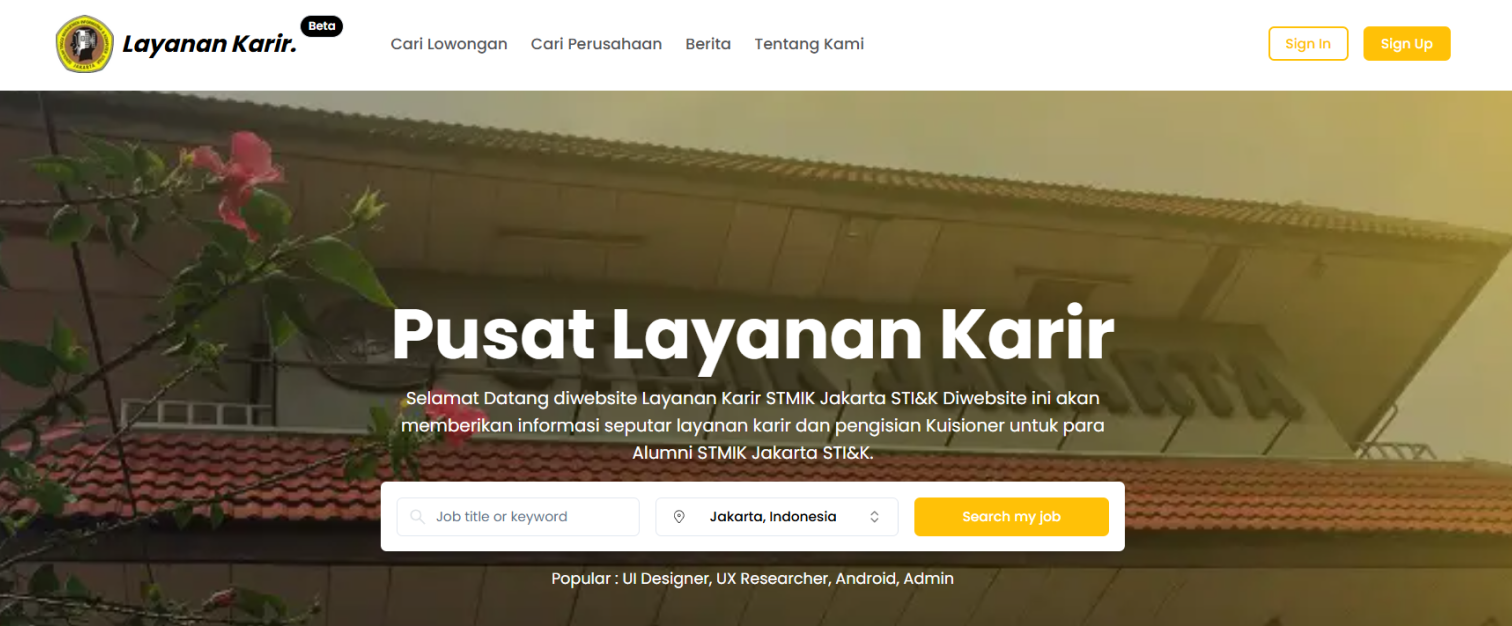 Layanan Karir.
Beta
Cari Lowongan
Cari Perusahaan
Berita
Tentang Kami
Sign In
Sign Up
Pusat Layanan Karir
Selamat Datang diwebsite Layanan Karir STMIK Jakarta STI&K Diwebsite ini akan
memberikan informasi seputar layanan karir dan pengisian Kuisioner untuk para
Alumni STMIK Jakarta STI&K.
Job title or keyword
Jakarta, Indonesia
Search my job
Popular : UI Designer, UX Researcher, Android, Admin